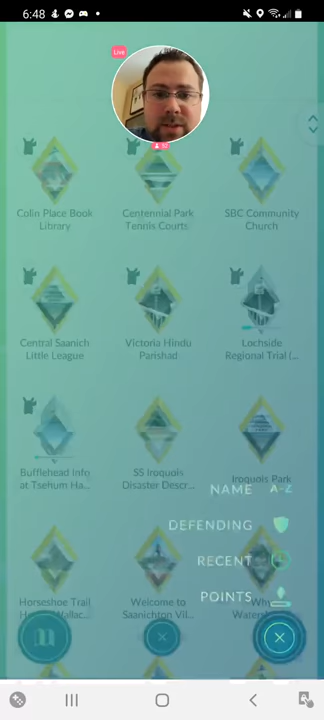 6:48
Live
57
Colin Place Book
Library
Centennial Park
Tennis Courts
SBC Community
Church
Central Saanich
Little League
Victoria Hindu
Parishad
Lochside
Regional Trial (...
Bufflehead Info
at Tsehum Ha...
SS Iroquois
Disaster Descr...
Iroquois Park
NAME A-Z
DEFENDING
RECENT
POINTS
Horseshoe Trail
Welcome to
Saanichton Vil...